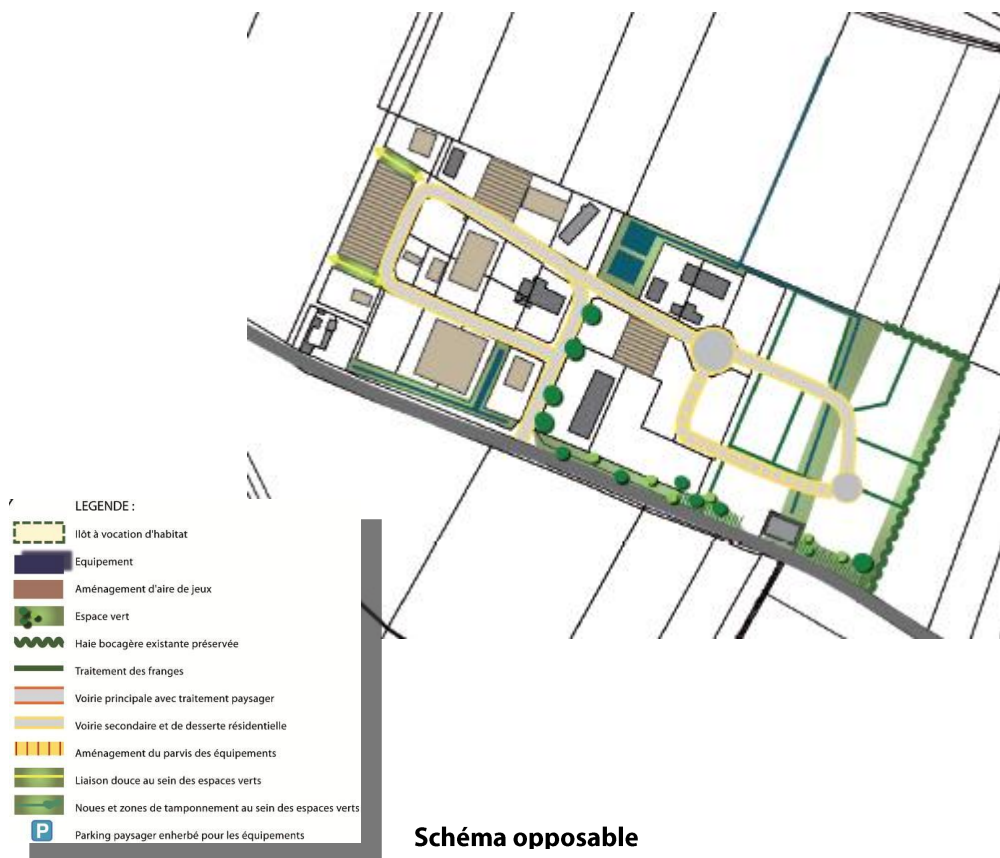 LEGENDE :
Ilôt à vocation d'habitat
Equipement
Aménagement d'aire de jeux
Espace vert
Haie bocagère existante préservée
Traitement des franges
Voirie principale avec traitement paysager
Voirie secondaire et de desserte résidentielle
Aménagement du parvis des équipements
Liaison douce au sein des espaces verts
Noues et zones de tamponnement au sein des espaces verts
P Parking paysager enherbé pour les équipements
Schéma opposable